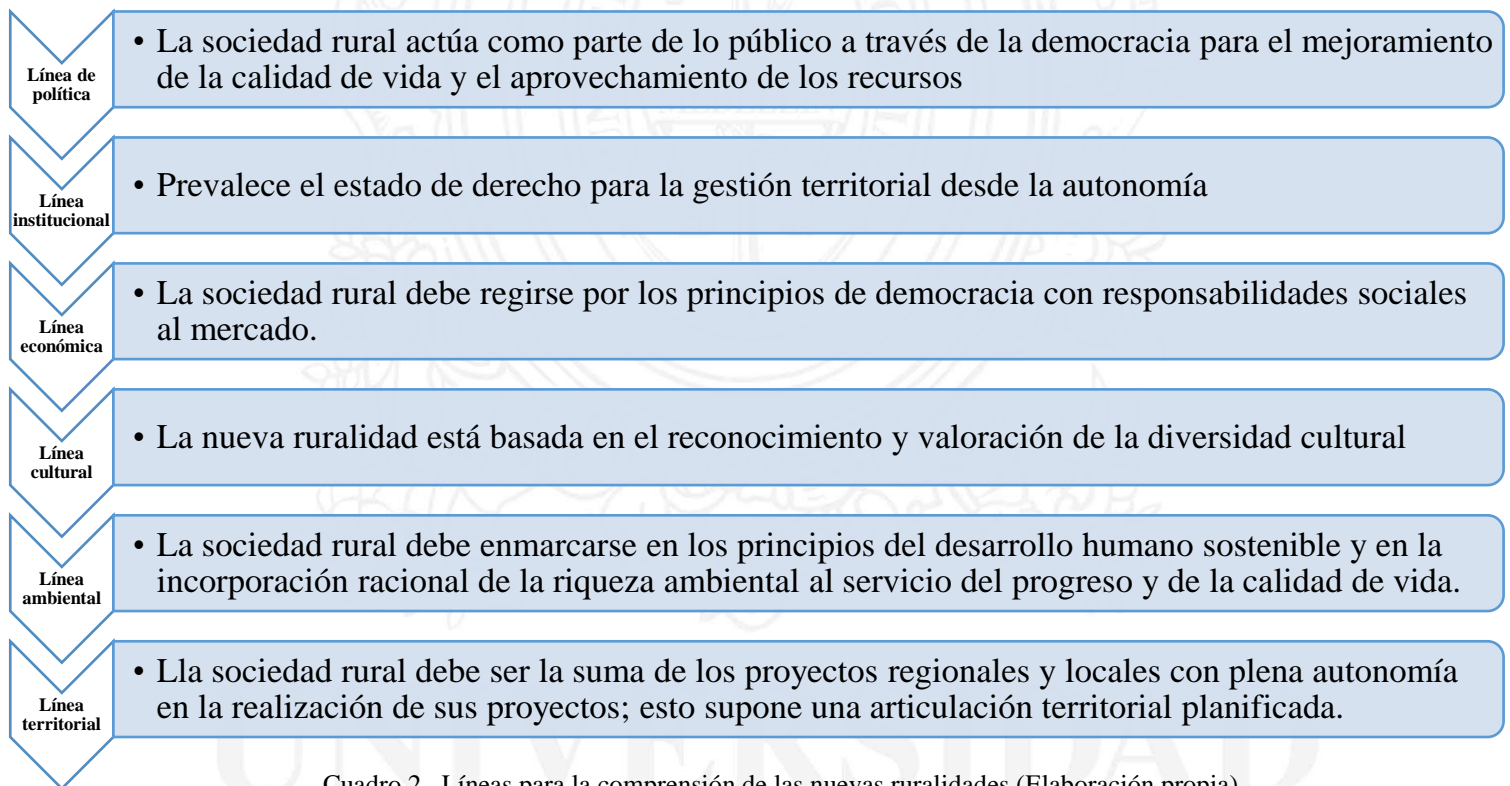 Línea de
política
• La sociedad rural actúa como parte de lo público a través de la democracia para el mejoramiento
de la calidad de vida y el aprovechamiento de los recursos
Línea
institucional
• Prevalece el estado de derecho para la gestión territorial desde la autonomía
Línea
económica
• La sociedad rural debe regirse por los principios de democracia con responsabilidades sociales
al mercado.
Línea
cultural
• La nueva ruralidad está basada en el reconocimiento y valoración de la diversidad cultural
Línea
ambiental
• La sociedad rural debe enmarcarse en los principios del desarrollo humano sostenible y en la
incorporación racional de la riqueza ambiental al servicio del progreso y de la calidad de vida.
Línea
territorial
• Lla sociedad rural debe ser la suma de los proyectos regionales y locales con plena autonomía
en la realización de sus proyectos; esto supone una articulación territorial planificada.
Cuadro 2. Líneas para la comprensión de las nuevas ruralidades (Elaboración propia)
UNIVERSIDAD